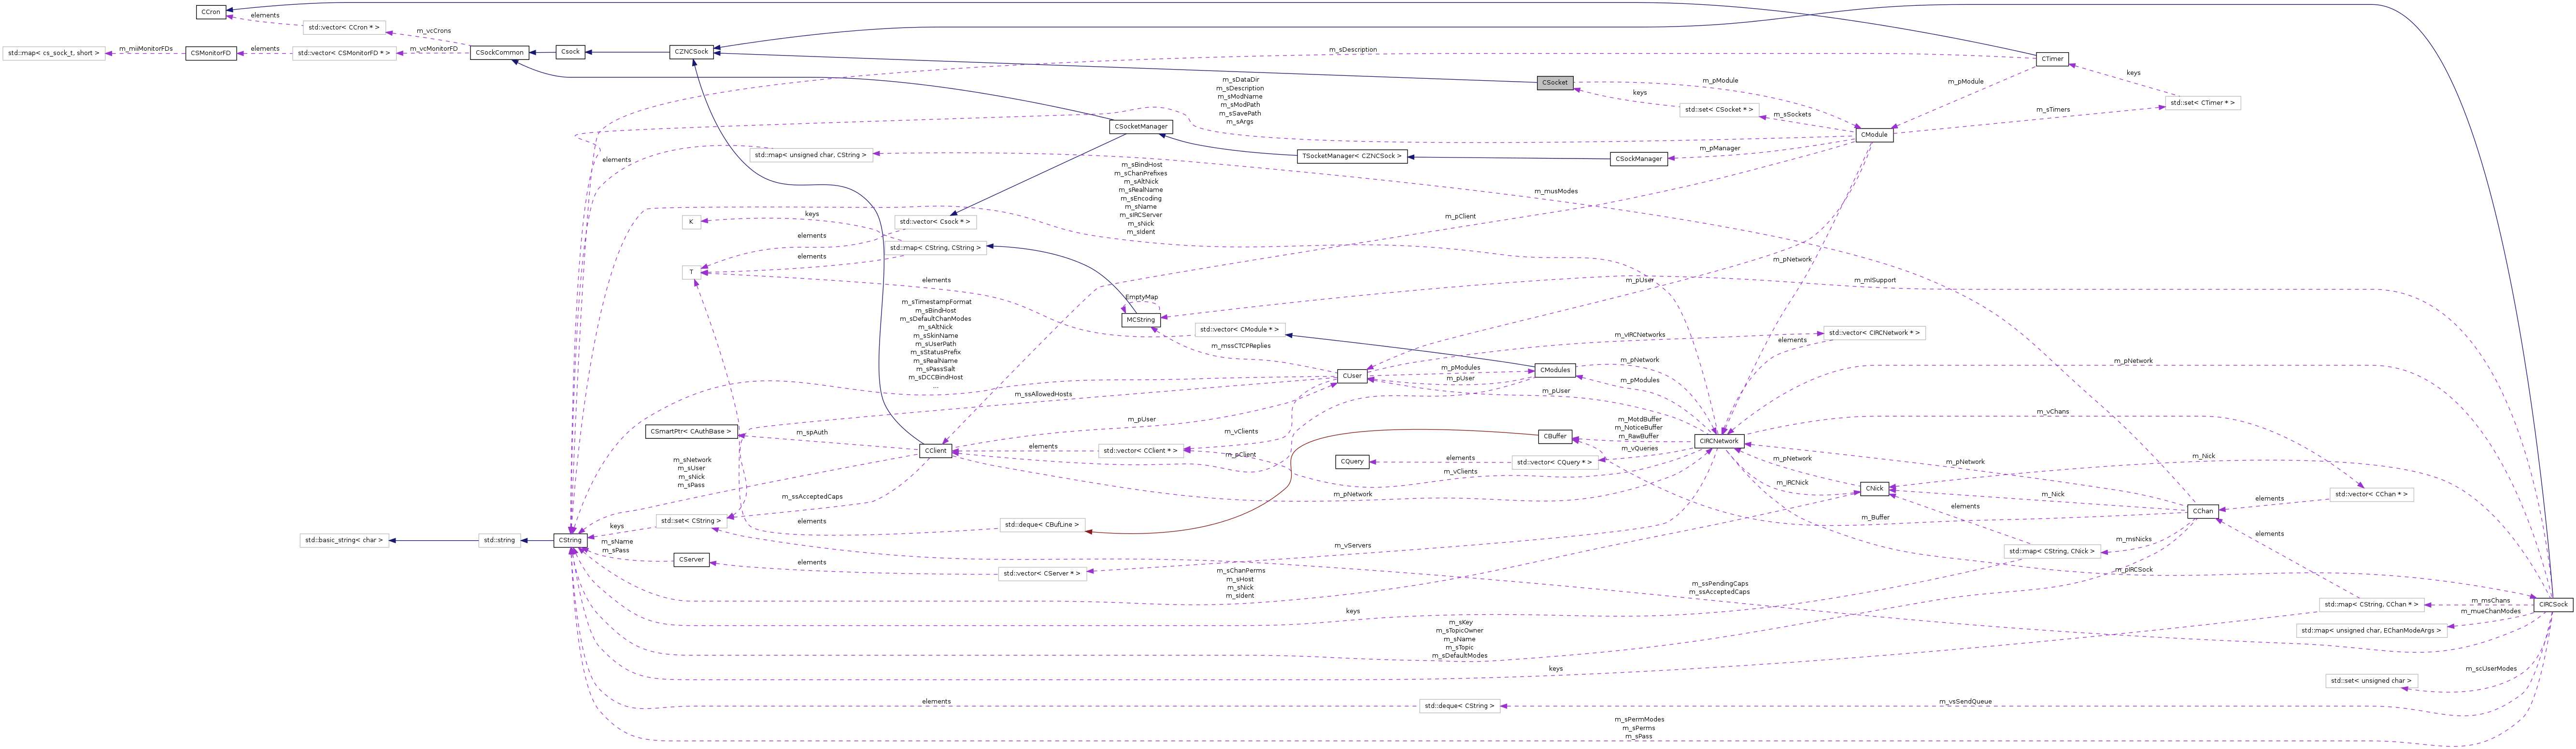 CCron
elements
std::vector< CCron * >
m_vcCrons
std::map< cs_sock_t, short >
m_miiMonitorFDs
CSMonitorFD
elements
std::vector< CSMonitorFD * >
m_vcMonitorFD
CSockCommon
Csock
CZNCSock
m_sDescription
CTimer
CSocket
m_pModule
m_pModule
keys
keys
std::set< CSocket * >
std::set< CTimer * >
m_sSockets
m_sTimers
m_sDataDir
m_sDescription
m_sModName
m_sModPath
m_sSavePath
m_sArgs
CSocketManager
CModule
elements
std::map< unsigned char, CString >
TSocketManager< CZNCSock >
CSockManager
m_pManager
m_sBindHost
m_sChanPrefixes
m_sAltNick
m_sRealName
m_sEncoding
m_sName
m_sIRCServer
m_sNick
m_sIdent
m_musModes
m_pClient
K
keys
std::vector< Csock * >
elements
std::map< CString, CString >
elements
T
m_pNetwork
m_pUser
m_mISupport
elements
EmptyMap
MCString
m_sTimestampFormat
m_sBindHost
m_sDefaultChanModes
m_sAltNick
m_sSkinName
m_sUserPath
m_sStatusPrefix
m_sRealName
m_sPassSalt
m_sDCCBindHost
...
std::vector< CModule * >
m_mssCTCPReplies
m_vIRCNetworks
std::vector< CIRCNetwork * >
elements
CUser
m_pModules
m_pUser
CModules
m_pNetwork
m_pModules
m_pUser
m_pNetwork
m_ssAllowedHosts
m_pUser
m_vClients
m_pClient
CSmartPtr< CAuthBase >
m_spAuth
CClient
elements
std::vector< CClient * >
m_vClients
m_pNetwork
CBuffer
m_MotdBuffer
m_NoticeBuffer
m_RawBuffer
m_vQueries
CIRCNetwork
m_vChans
CQuery
elements
std::vector< CQuery * >
m_pNetwork
m_IRCNick
m_pNetwork
m_Nick
CNick
m_Nick
std::vector< CChan * >
elements
CChan
m_sNetwork
m_sUser
m_sNick
m_sPass
m_ssAcceptedCaps
std::set< CString >
keys
elements
std::deque< CBufLine >
m_Buffer
elements
m_msNicks
std::map< CString, CNick >
elements
std::basic_string< char >
std::string
CString
m_sName
m_sPass
CServer
elements
std::vector< CServer * >
m_vServers
m_pIRCSock
m_sChanPerms
m_sHost
m_sNick
m_sIdent
m_ssPendingCaps
m_ssAcceptedCaps
keys
std::map< CString, CChan * >
m_msChans
CIRCSock
m_mueChanModes
std::map< unsigned char, EChanModeArgs >
m_sKey
m_sTopicOwner
m_sName
m_sTopic
m_sDefaultModes
keys
m_scUserModes
std::set< unsigned char >
elements
std::deque< CString >
m_vsSendQueue
m_sPermModes
m_sPerms
m_sPass